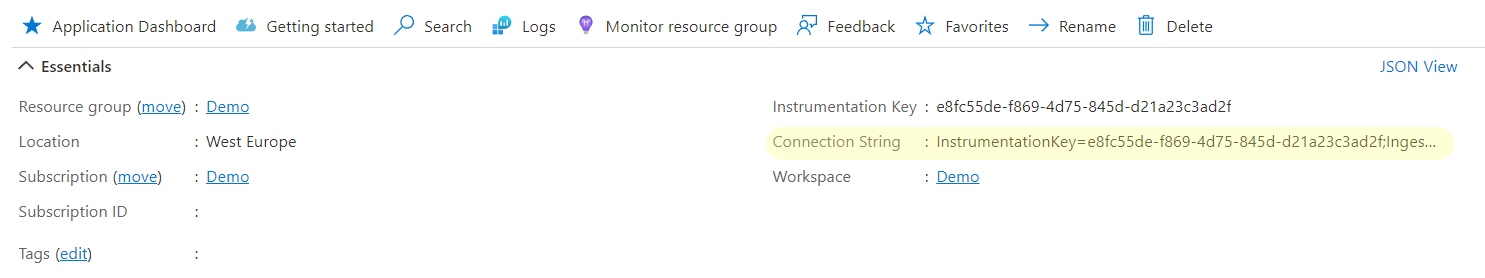 Application Dashboard Getting started Search Logs Monitor resource group Feedback Favorites Rename Delete
Essentials JSON View
Resource group (move) : Demo Instrumentation Key : e8fc55de-f869-4d75-845d-d21a23c3ad2f
Location : West Europe Connection String : InstrumentationKey=e8fc55de-f869-4d75-845d-d21a23c3ad2f;Inges...
Subscription (move) : Demo Workspace : Demo
Subscription ID :
Tags (edit) :